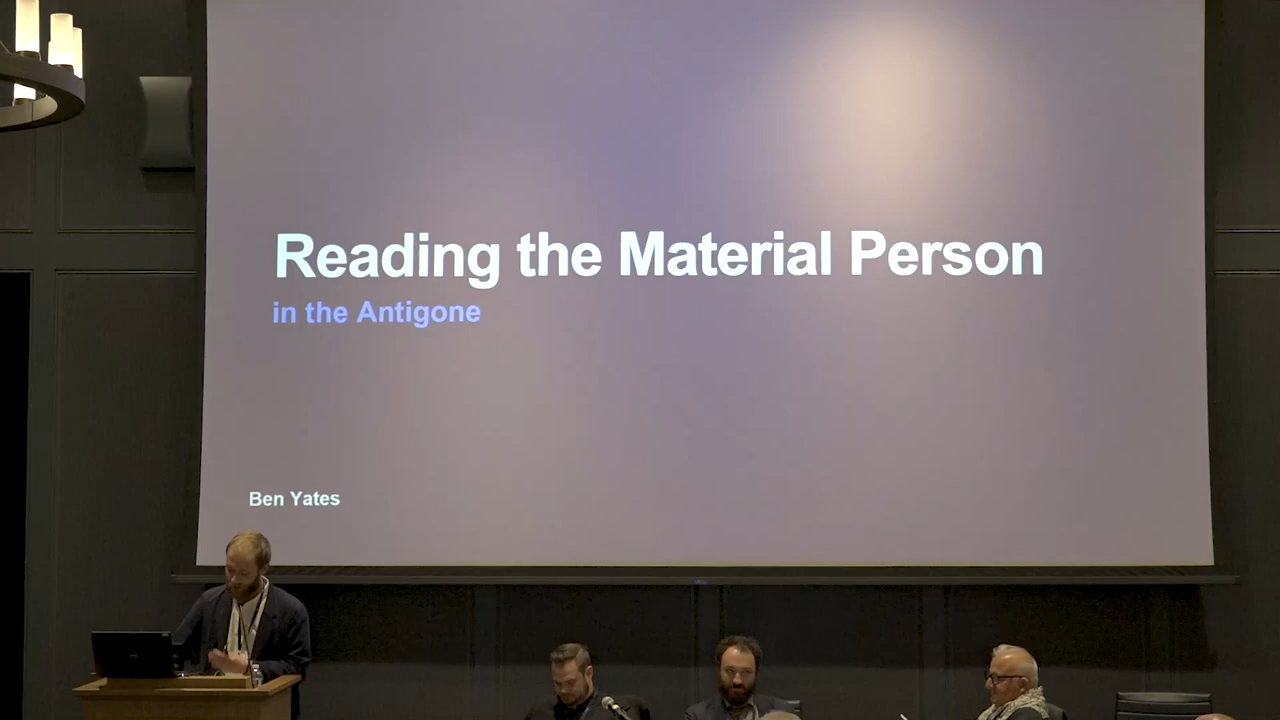 Reading the Material Person
in the Antigone
Ben Yates